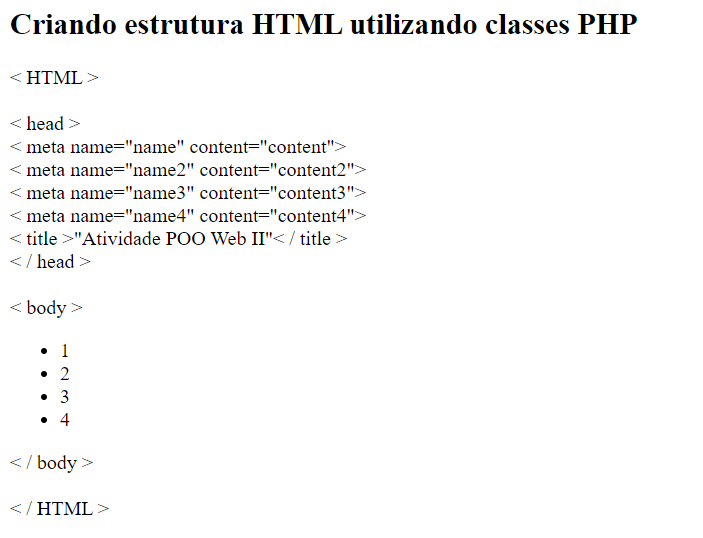 Criando estrutura HTML utilizando classes PHP
< HTML >
< head >
< meta name="name" content="content">
< meta name="name2" content="content2">
< meta name="name3" content="content3">
< meta name="name4" content="content4">
< title >"Atividade POO Web II"< / title >
< / head >
< body >
• 1
• 2
• 3
• 4
< / body >
< / HTML >